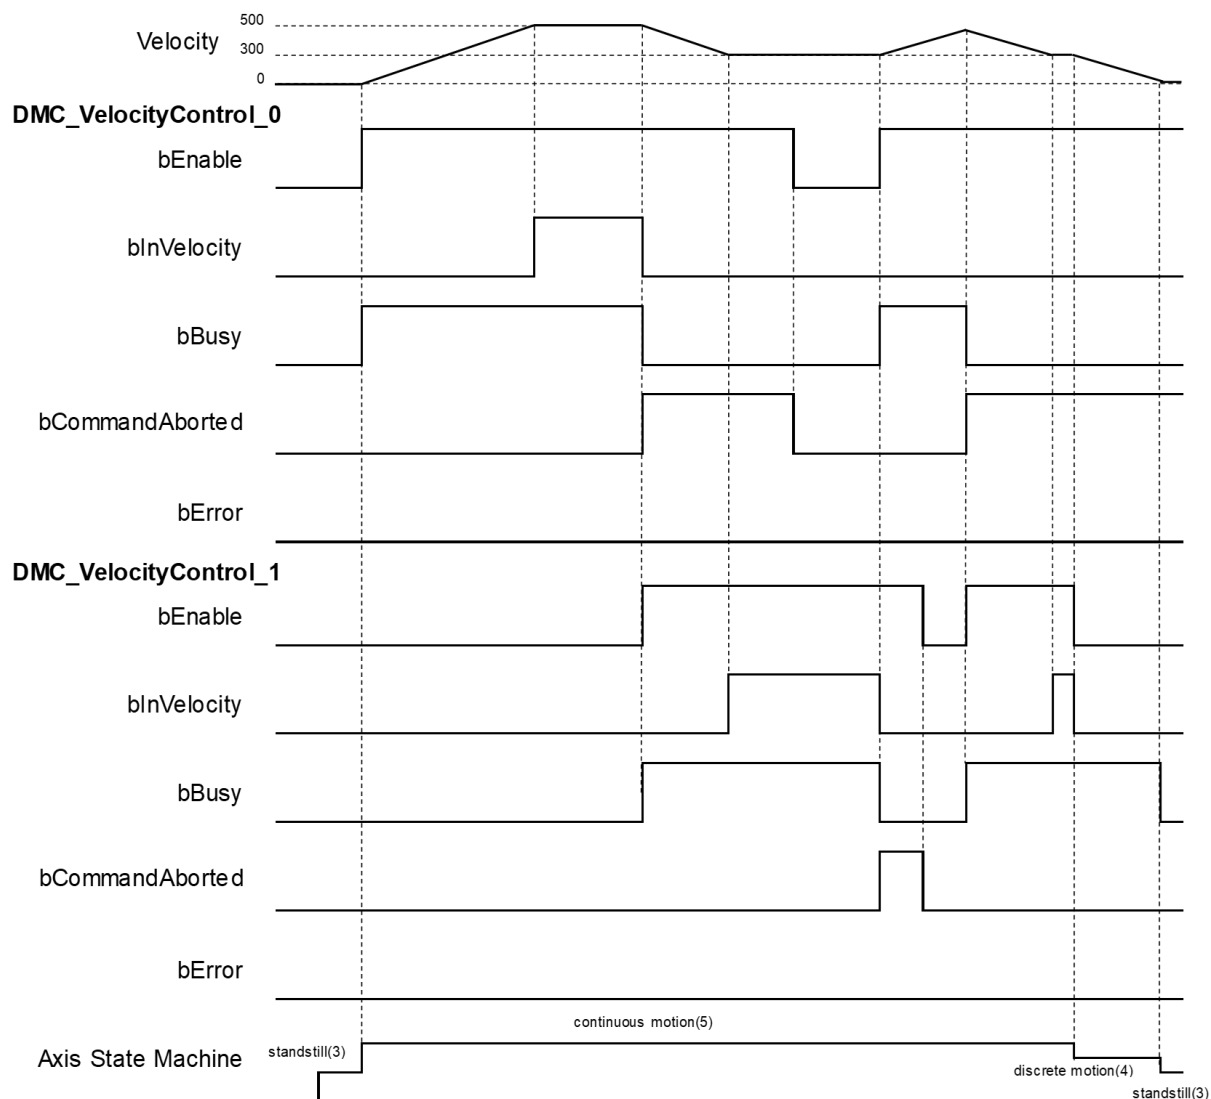 500
Velocity
300
0
DMC_VelocityControl_0
bEnable
bInVelocity
bBusy
bCommandAborted
bError
DMC_VelocityControl_1
bEnable
bInVelocity
bBusy
bCommandAborted
bError
continuous motion(5)
Axis State Machine
standstill(3)
discrete motion(4)
standstill(3)